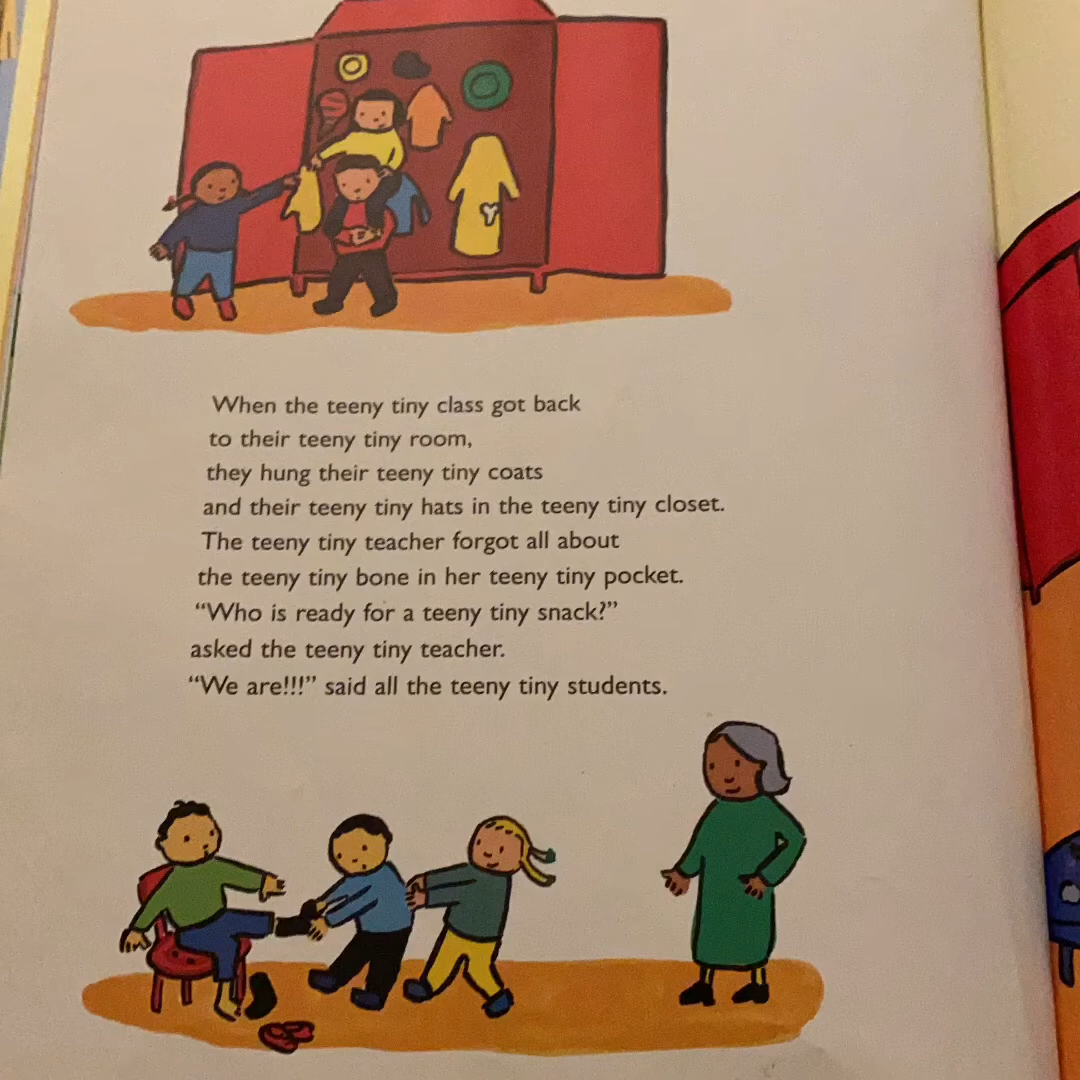 When the teeny tiny class got back
to their teeny tiny room,
they hung their teeny tiny coats
and their teeny tiny hats in the teeny tiny closet.
The teeny tiny teacher forgot all about
the teeny tiny bone in her teeny tiny pocket.
“Who is ready for a teeny tiny snack?”
asked the teeny tiny teacher.
“We are!!!” said all the teeny tiny students.